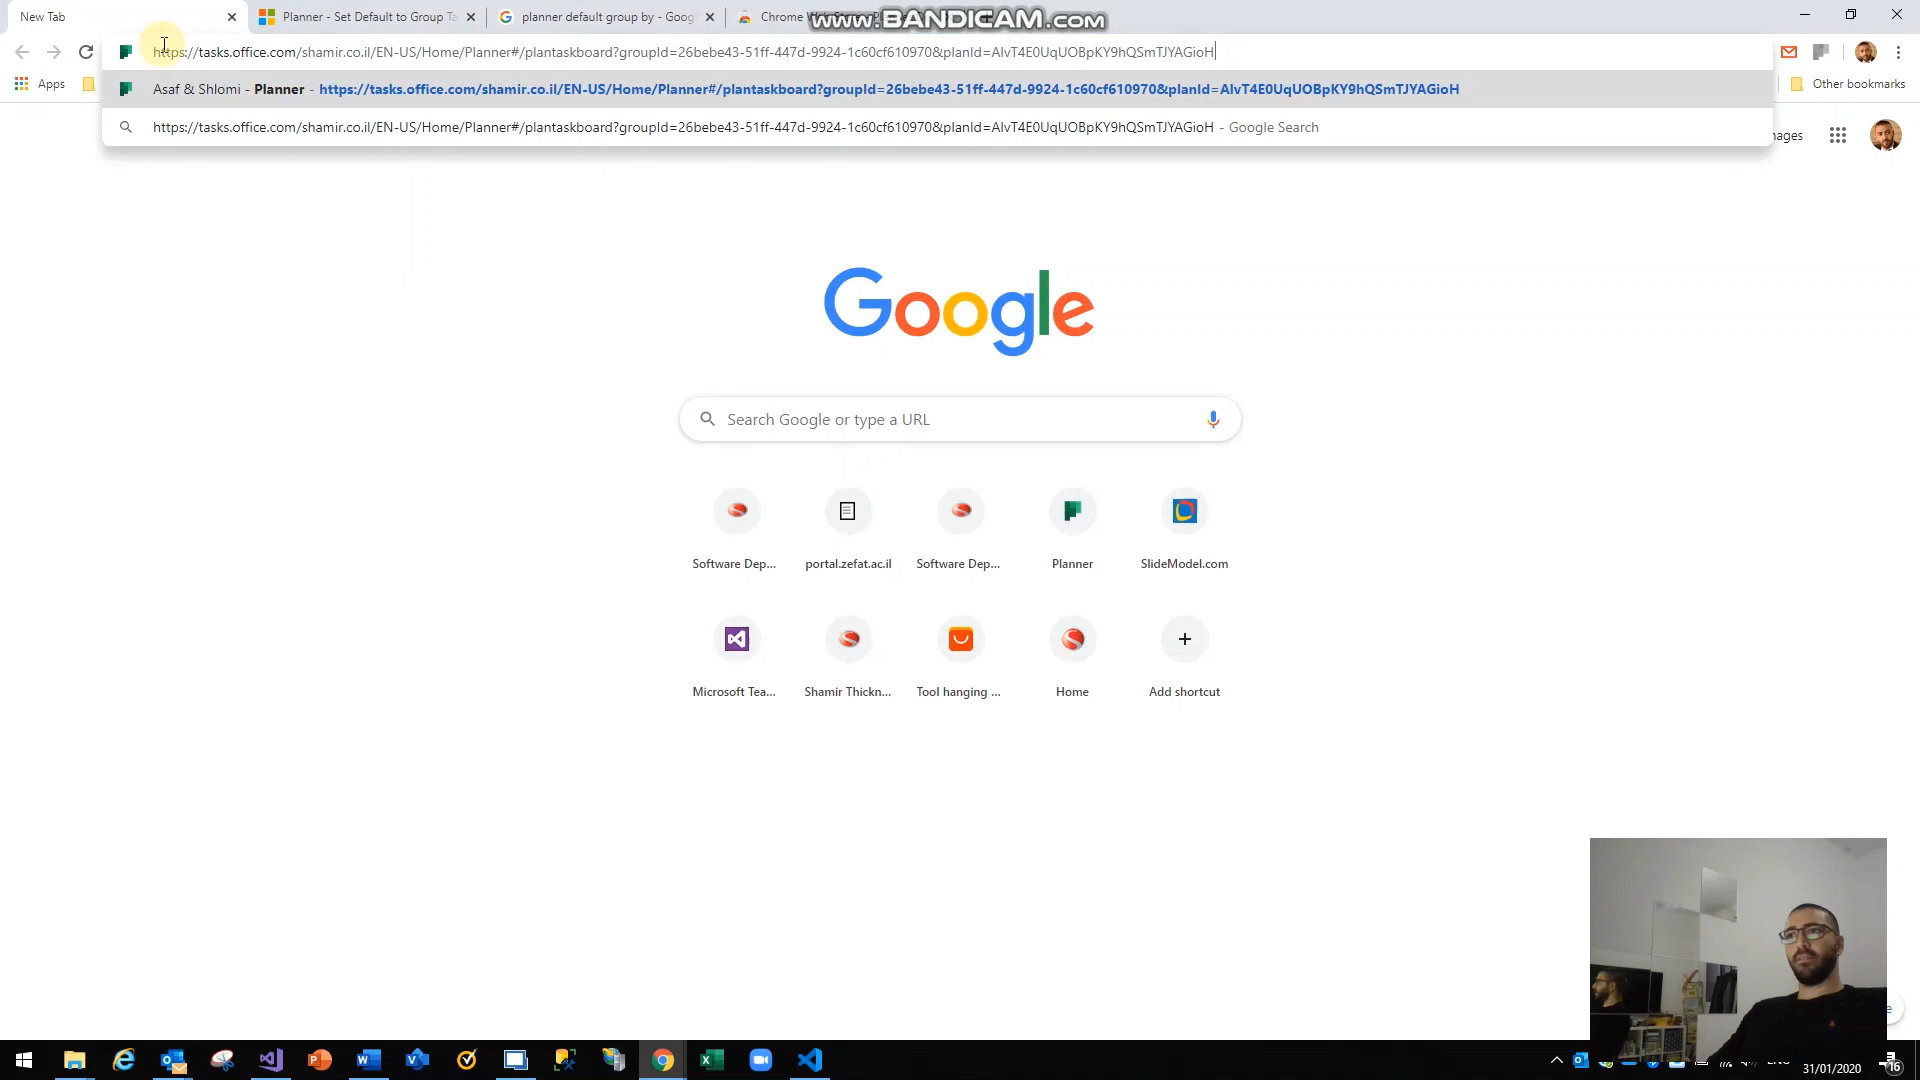 New Tab
Planner - Set Default to Group Ta
planner default group by - Goog
Chrome Web Store - P
www.BANDICAM.com
https://tasks.office.com/shamir.co.il/EN-US/Home/Planner#/plantaskboard?groupId=26bebe43-51ff-447d-9924-1c60cf610970&planId=AIvT4E0UqUOBpKY9hQSmTJYAGioH
Apps
Asaf & Shlomi - Planner - https://tasks.office.com/shamir.co.il/EN-US/Home/Planner#/plantaskboard?groupId=26bebe43-51ff-447d-9924-1c60cf610970&planId=AIvT4E0UqUOBpKY9hQSmTJYAGioH
Other bookmarks
https://tasks.office.com/shamir.co.il/EN-US/Home/Planner#/plantaskboard?groupId=26bebe43-51ff-447d-9924-1c60cf610970&planId=AIvT4E0UqUOBpKY9hQSmTJYAGioH - Google Search
nages
Google
Search Google or type a URL
Software Dep...
portal.zefat.ac.il
Software Dep...
Planner
SlideModel.com
Microsoft Tea...
Shamir Thickn...
Tool hanging ...
Home
Add shortcut
31/01/2020
16